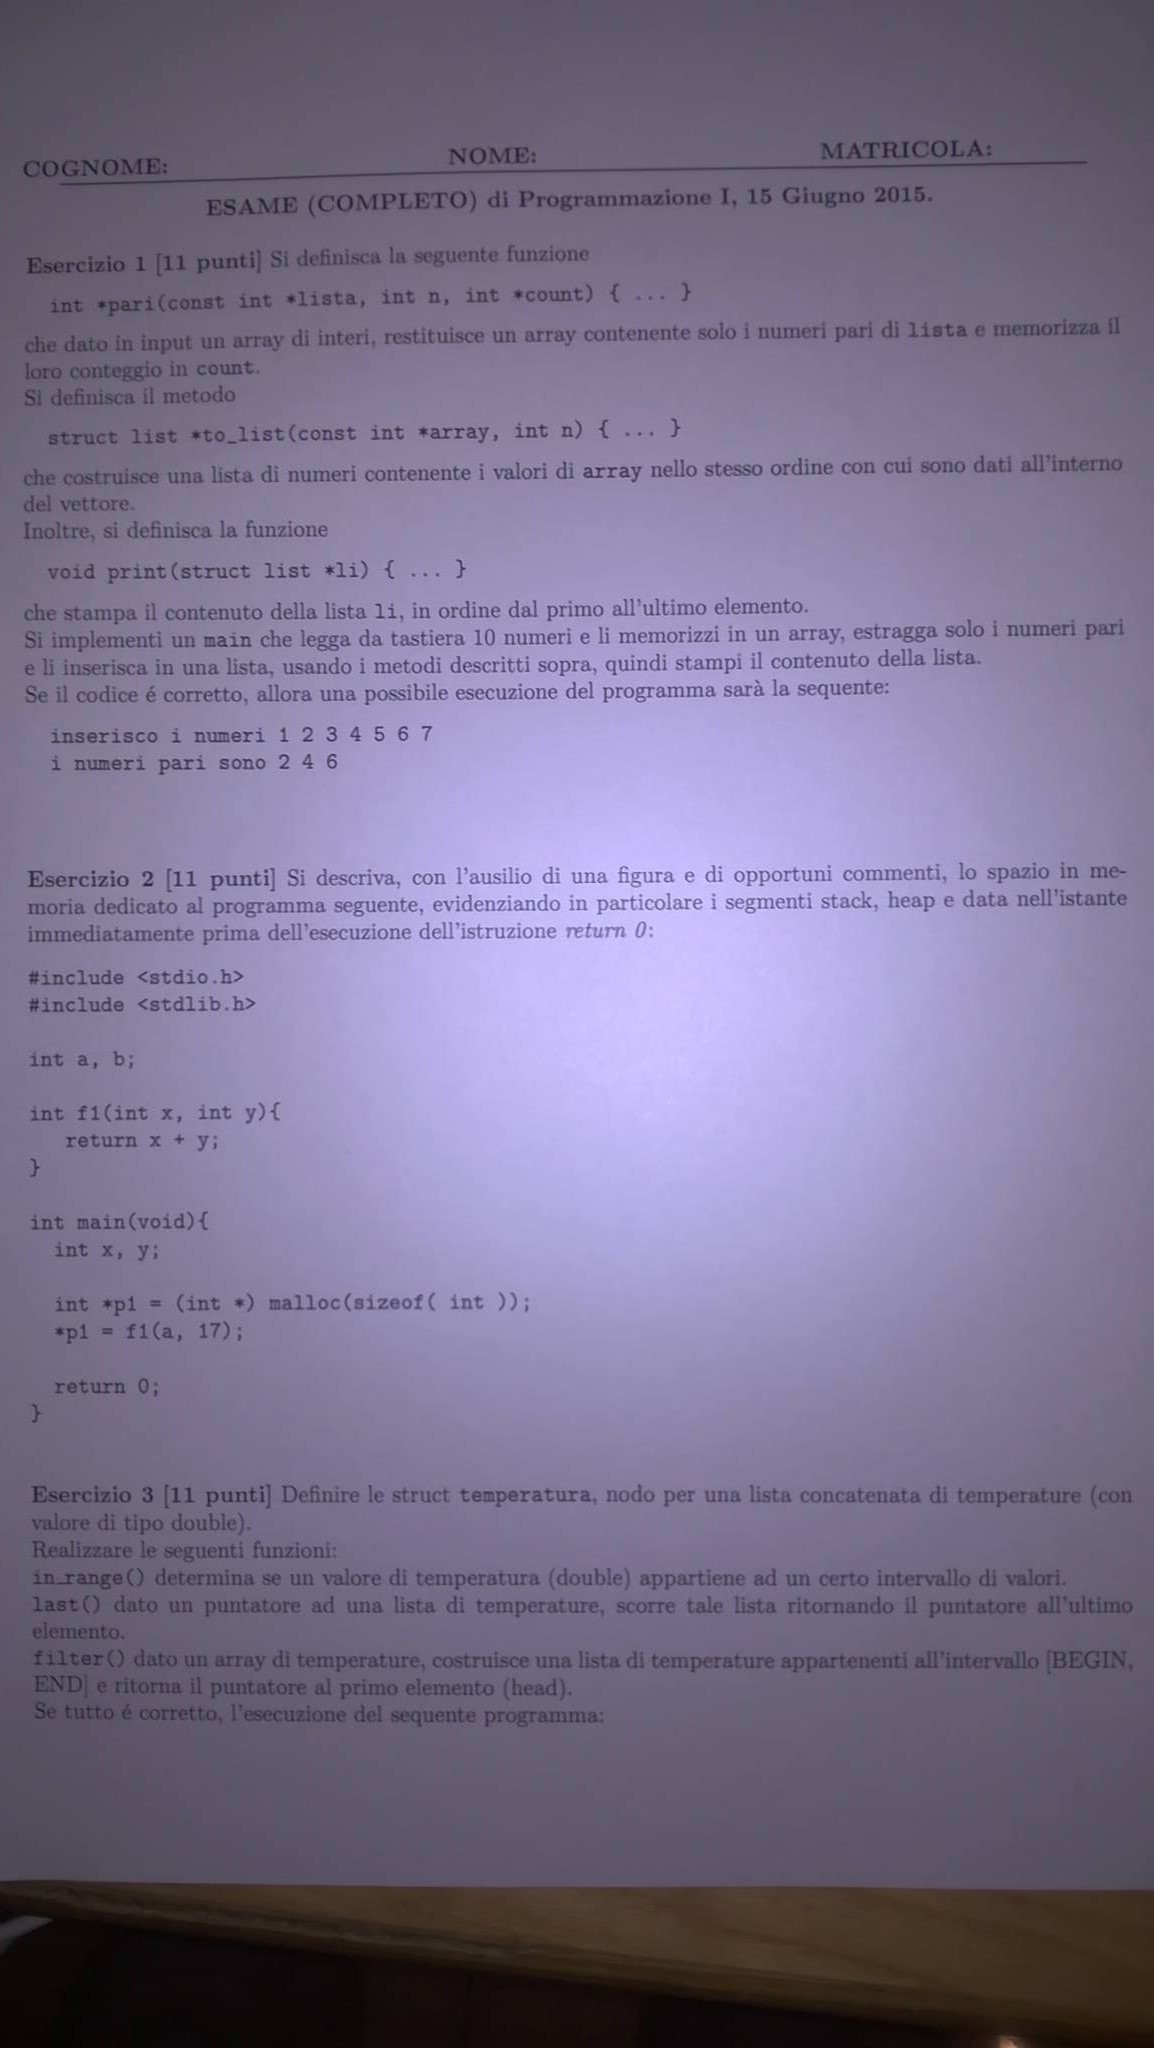 COGNOME: NOME: MATRICOLA:
ESAME (COMPLETO) di Programmazione I, 15 Giugno 2015.
Esercizio 1 [11 punti] Si definisca la seguente funzione
int *pari(const int *lista, int n, int *count) { ... }
che dato in input un array di interi, restituisce un array contenente solo i numeri pari di lista e memorizza il
loro conteggio in count.
Si definisca il metodo
struct list *to_list(const int *array, int n) { ... }
che costruisce una lista di numeri contenente i valori di array nello stesso ordine con cui sono dati all'interno
del vettore.
Inoltre, si definisca la funzione
void print(struct list *li) { ... }
che stampa il contenuto della lista li, in ordine dal primo all'ultimo elemento.
Si implementi un main che legga da tastiera 10 numeri e li memorizzi in un array, estragga solo i numeri pari
e li inserisca in una lista, usando i metodi descritti sopra, quindi stampi il contenuto della lista.
Se il codice é corretto, allora una possibile esecuzione del programma sarà la sequente:
inserisco i numeri 1 2 3 4 5 6 7
i numeri pari sono 2 4 6
Esercizio 2 [11 punti] Si descriva, con l'ausilio di una figura e di opportuni commenti, lo spazio in me-
moria dedicato al programma seguente, evidenziando in particolare i segmenti stack, heap e data nell'istante
immediatamente prima dell'esecuzione dell'istruzione return 0:
#include <stdio.h>
#include <stdlib.h>
int a, b;
int f1(int x, int y){
return x + y;
}
int main(void){
int x, y;
int *p1 = (int *) malloc(sizeof( int ));
*p1 = f1(a, 17);
return 0;
}
Esercizio 3 [11 punti] Definire le struct temperatura, nodo per una lista concatenata di temperature (con
valore di tipo double).
Realizzare le seguenti funzioni:
in_range() determina se un valore di temperatura (double) appartiene ad un certo intervallo di valori.
last() dato un puntatore ad una lista di temperature, scorre tale lista ritornando il puntatore all'ultimo
elemento.
filter() dato un array di temperature, costruisce una lista di temperature appartenenti all'intervallo [BEGIN,
END] e ritorna il puntatore al primo elemento (head).
Se tutto é corretto, l'esecuzione del sequente programma: